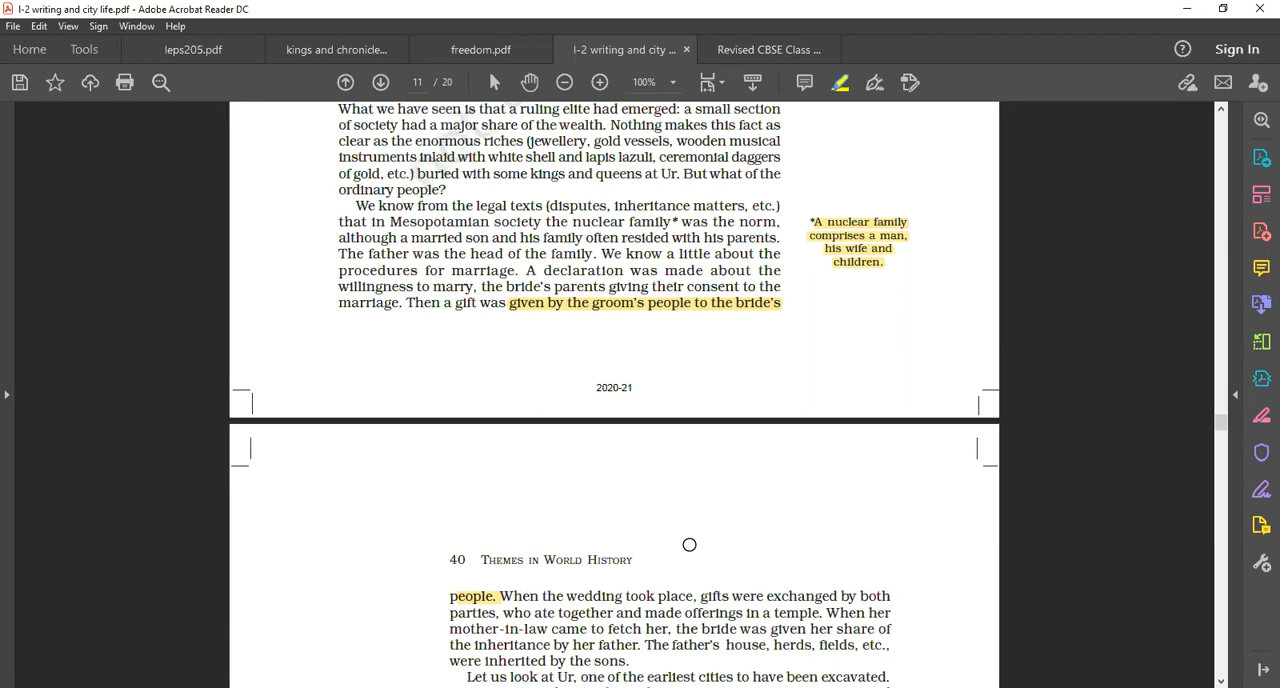 I-2 writing and city life.pdf - Adobe Acrobat Reader DC
File Edit View Sign Window Help
Home Tools leps205.pdf kings and chronicle... freedom.pdf I-2 writing and city ... × Revised CBSE Class ... Sign In
11 / 20 100%
What we have seen is that a ruling elite had emerged: a small section
of society had a major share of the wealth. Nothing makes this fact as
clear as the enormous riches (jewellery, gold vessels, wooden musical
instruments inlaid with white shell and lapis lazuli, ceremonial daggers
of gold, etc.) buried with some kings and queens at Ur. But what of the
ordinary people?
We know from the legal texts (disputes, inheritance matters, etc.)
that in Mesopotamian society the nuclear family* was the norm,
although a married son and his family often resided with his parents.
The father was the head of the family. We know a little about the
procedures for marriage. A declaration was made about the
willingness to marry, the bride's parents giving their consent to the
marriage. Then a gift was given by the groom's people to the bride's
*A nuclear family
comprises a man,
his wife and
children.
2020-21
40 THEMES IN WORLD HISTORY
people. When the wedding took place, gifts were exchanged by both
parties, who ate together and made offerings in a temple. When her
mother-in-law came to fetch her, the bride was given her share of
the inheritance by her father. The father's house, herds, fields, etc.,
were inherited by the sons.
Let us look at Ur, one of the earliest cities to have been excavated.